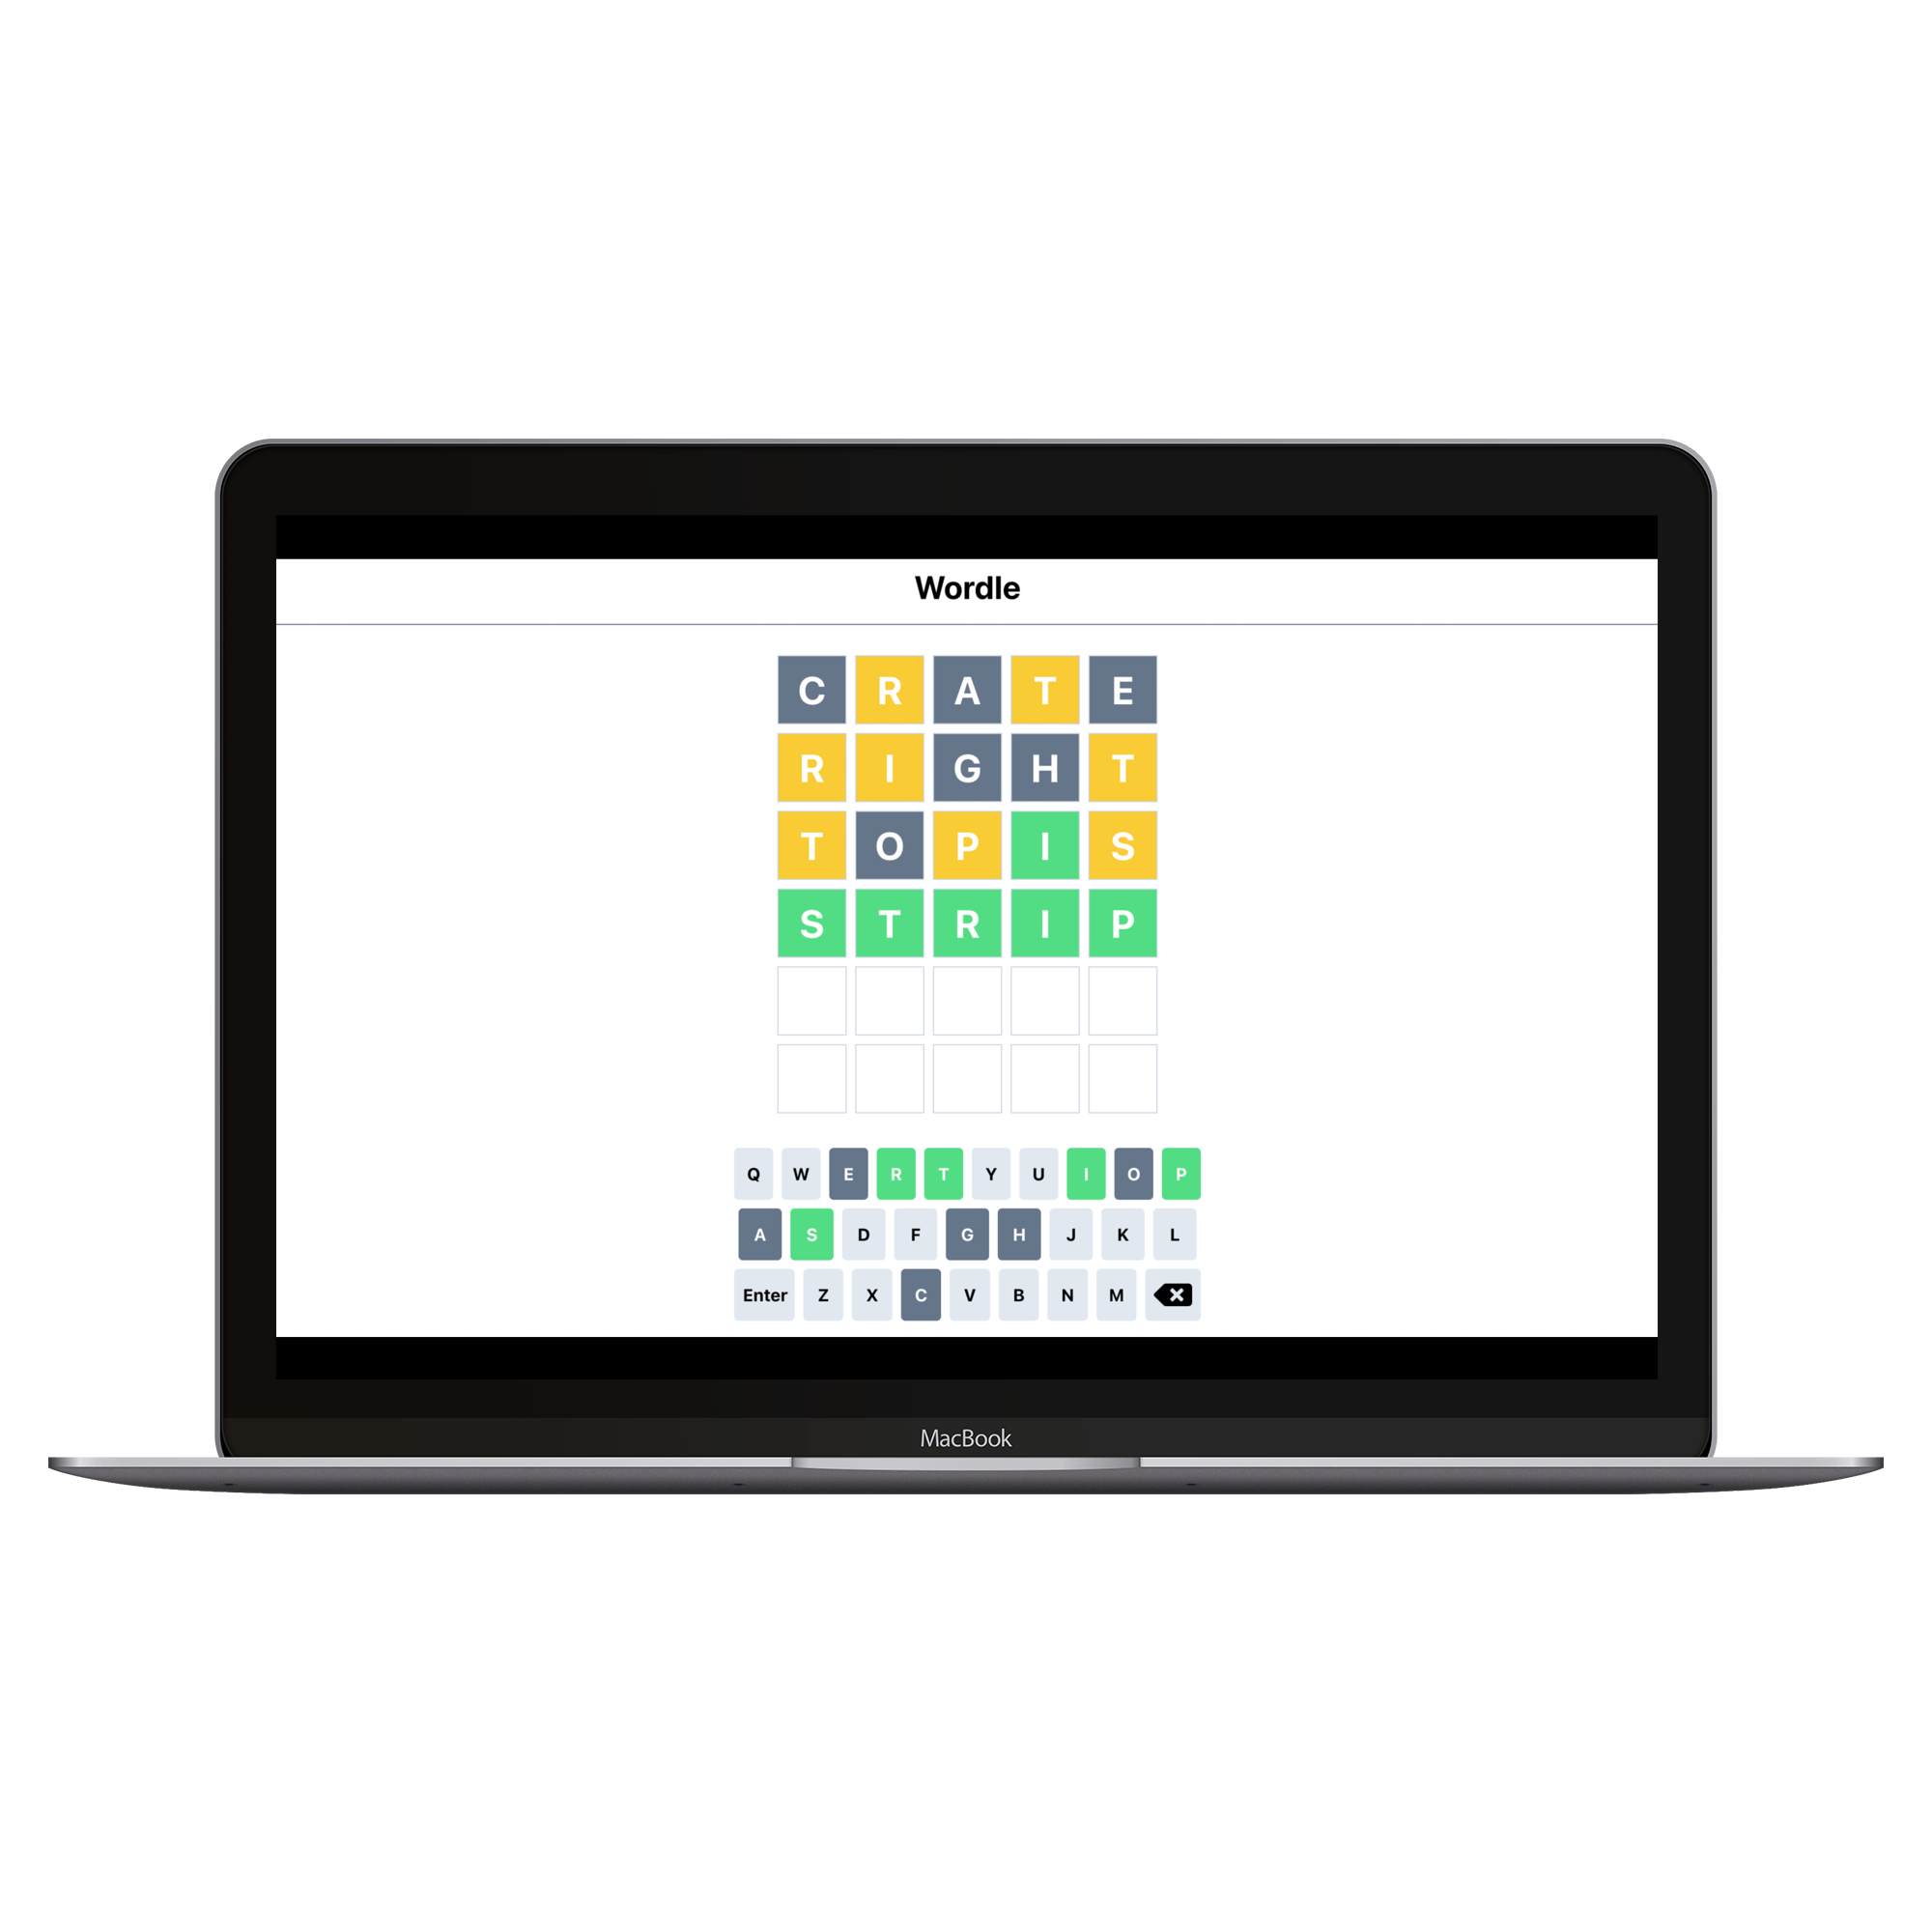 Wordle
C R A T E
R I G H T
T O P I S
S T R I P
Q W E R T Y U I O P
A S D F G H J K L
Enter Z X C V B N M
MacBook